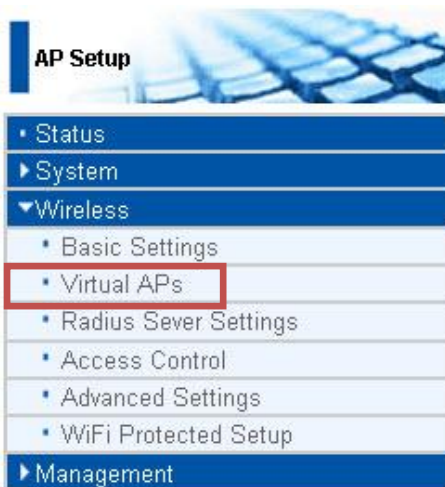 AP Setup
Status
System
Wireless
Basic Settings
Virtual APs
Radius Sever Settings
Access Control
Advanced Settings
WiFi Protected Setup
Management